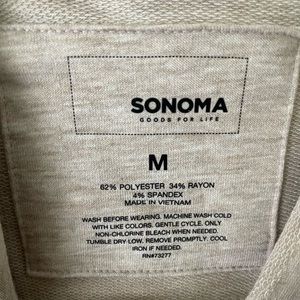 SONOMA
GOODS FOR LIFE
M
62% POLYESTER 34% RAYON
4% SPANDEX
MADE IN VIETNAM
WASH BEFORE WEARING. MACHINE WASH COLD
WITH LIKE COLORS. GENTLE CYCLE. ONLY
NON-CHLORINE BLEACH WHEN NEEDED.
TUMBLE DRY LOW. REMOVE PROMPTLY. COOL
IRON IF NEEDED.
RN#73277